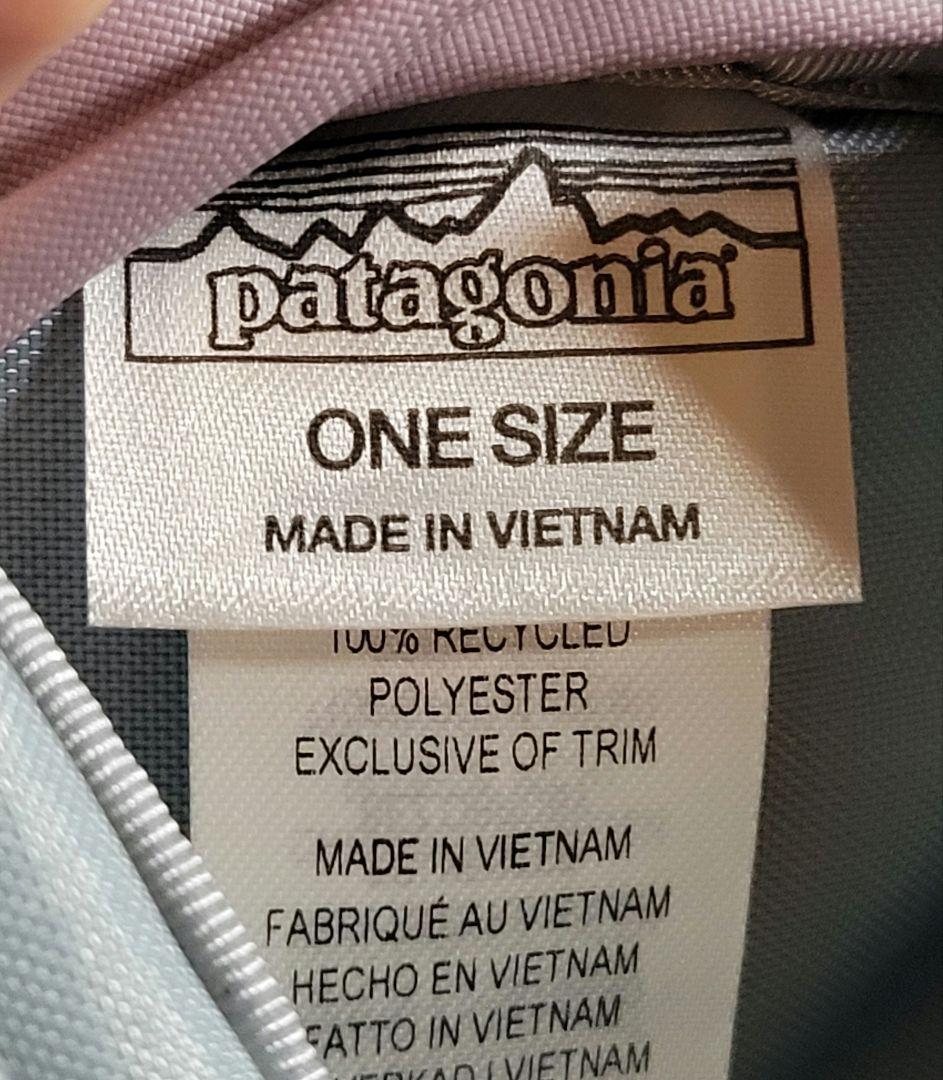 patagonia
ONE SIZE
MADE IN VIETNAM
100% RECYCLED
POLYESTER
EXCLUSIVE OF TRIM
MADE IN VIETNAM
FABRIQUÉ AU VIETNAM
HECHO EN VIETNAM
FATTO IN VIETNAM
VIETNAM